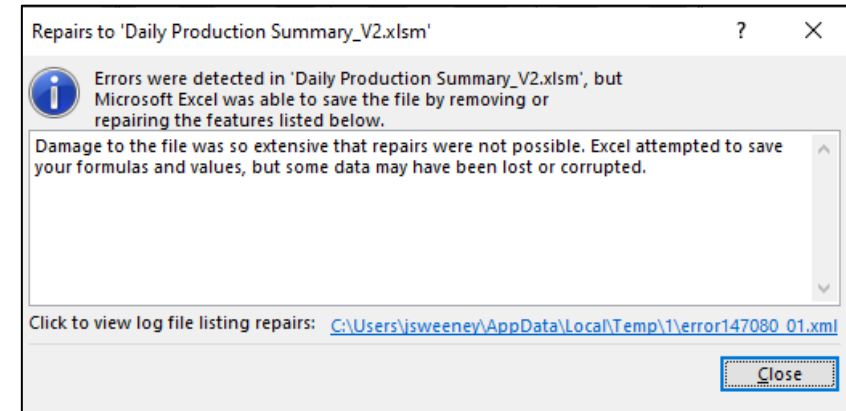 Repairs to 'Daily Production Summary_V2.xlsm'
Errors were detected in 'Daily Production Summary_V2.xlsm', but
Microsoft Excel was able to save the file by removing or
repairing the features listed below.
Damage to the file was so extensive that repairs were not possible. Excel attempted to save
your formulas and values, but some data may have been lost or corrupted.
Click to view log file listing repairs: C:\Users\jsweeney\AppData\Local\Temp\1\error147080_01.xml
Close